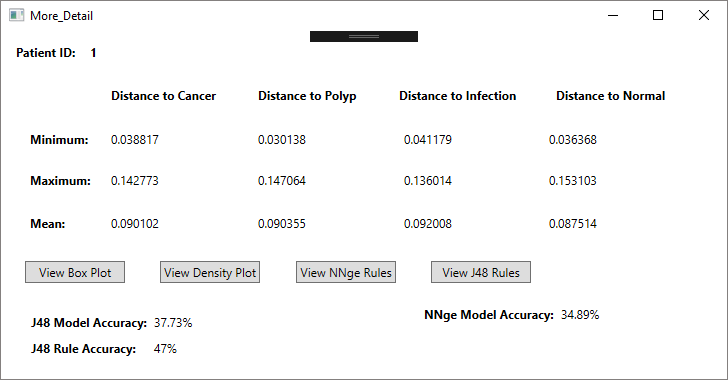 More_Detail
Patient ID: 1
Distance to Cancer Distance to Polyp Distance to Infection Distance to Normal
Minimum: 0.038817 0.030138 0.041179 0.036368
Maximum: 0.142773 0.147064 0.136014 0.153103
Mean: 0.090102 0.090355 0.092008 0.087514
View Box Plot View Density Plot View NNge Rules View J48 Rules
NNge Model Accuracy: 34.89%
J48 Model Accuracy: 37.73%
J48 Rule Accuracy: 47%